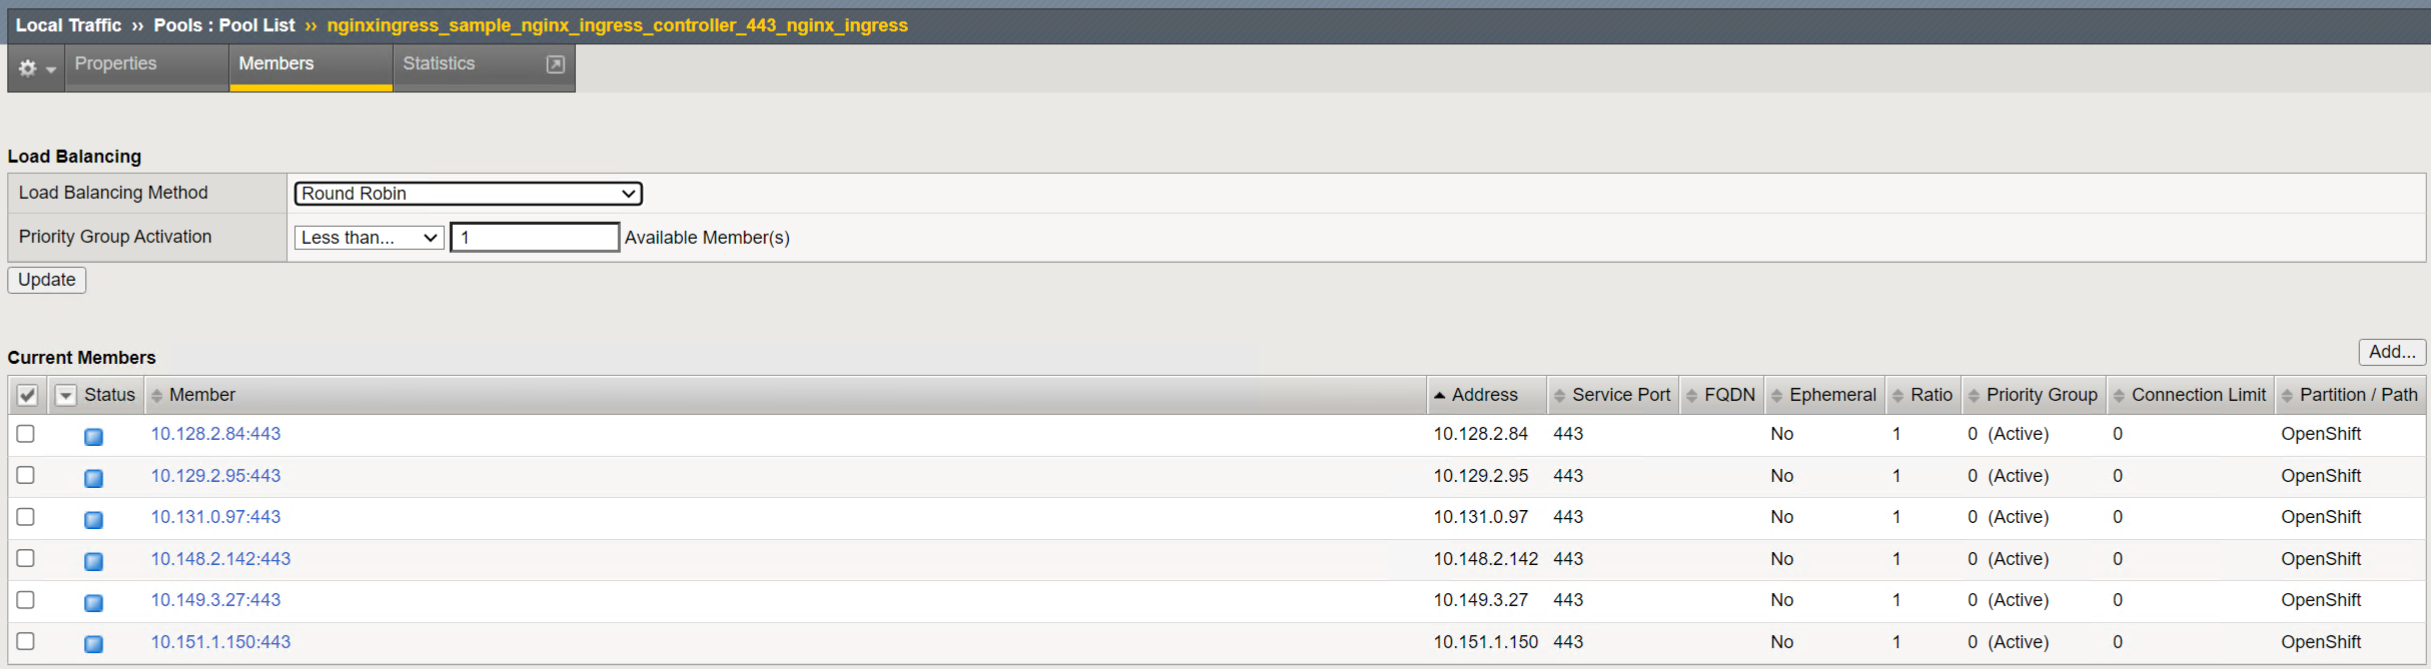 Local Traffic ›› Pools : Pool List ›› nginxingress_sample_nginx_ingress_controller_443_nginx_ingress
Properties Members Statistics
Load Balancing
Load Balancing Method Round Robin
Priority Group Activation Less than... 1 Available Member(s)
Update
Current Members Add...
Status Member Address Service Port FQDN Ephemeral Ratio Priority Group Connection Limit Partition / Path
10.128.2.84:443 10.128.2.84 443 No 1 0 (Active) 0 OpenShift
10.129.2.95:443 10.129.2.95 443 No 1 0 (Active) 0 OpenShift
10.131.0.97:443 10.131.0.97 443 No 1 0 (Active) 0 OpenShift
10.148.2.142:443 10.148.2.142 443 No 1 0 (Active) 0 OpenShift
10.149.3.27:443 10.149.3.27 443 No 1 0 (Active) 0 OpenShift
10.151.1.150:443 10.151.1.150 443 No 1 0 (Active) 0 OpenShift